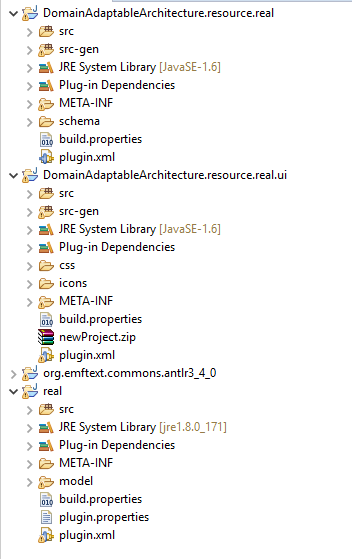 DomainAdaptableArchitecture.resource.real
src
src-gen
JRE System Library [JavaSE-1.6]
Plug-in Dependencies
META-INF
schema
build.properties
plugin.xml
DomainAdaptableArchitecture.resource.real.ui
src
src-gen
JRE System Library [JavaSE-1.6]
Plug-in Dependencies
css
icons
META-INF
build.properties
newProject.zip
plugin.xml
org.emftext.commons.antlr3_4_0
real
src
JRE System Library [jre1.8.0_171]
Plug-in Dependencies
META-INF
model
build.properties
plugin.properties
plugin.xml